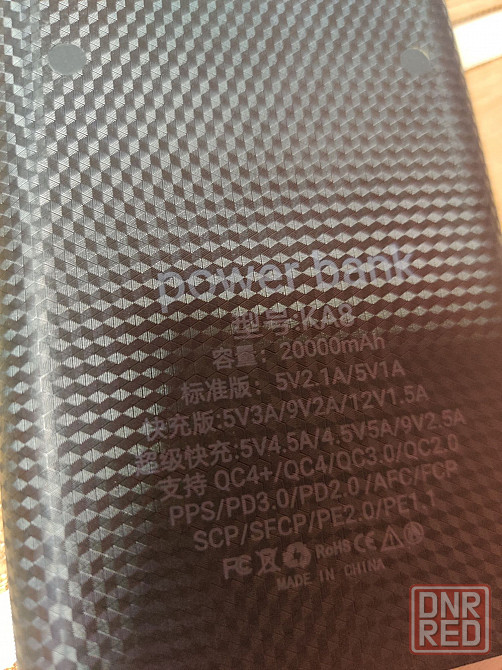 power bank
型号:KA8
容量：20000mAh
标准版：5V2.1A/5V1A
快充版:5V3A/9V2A/12V1.5A
超级快充:5V4.5A/4.5V5A/9V2.5A
支持 QC4+/QC4/QC3.0/QC2.0
PPS/PD3.0/PD2.0/AFC/FCP
SCP/SFCP/PE2.0/PE1.1
FC RoHS CE
MADE IN CHINA
DNR
RED